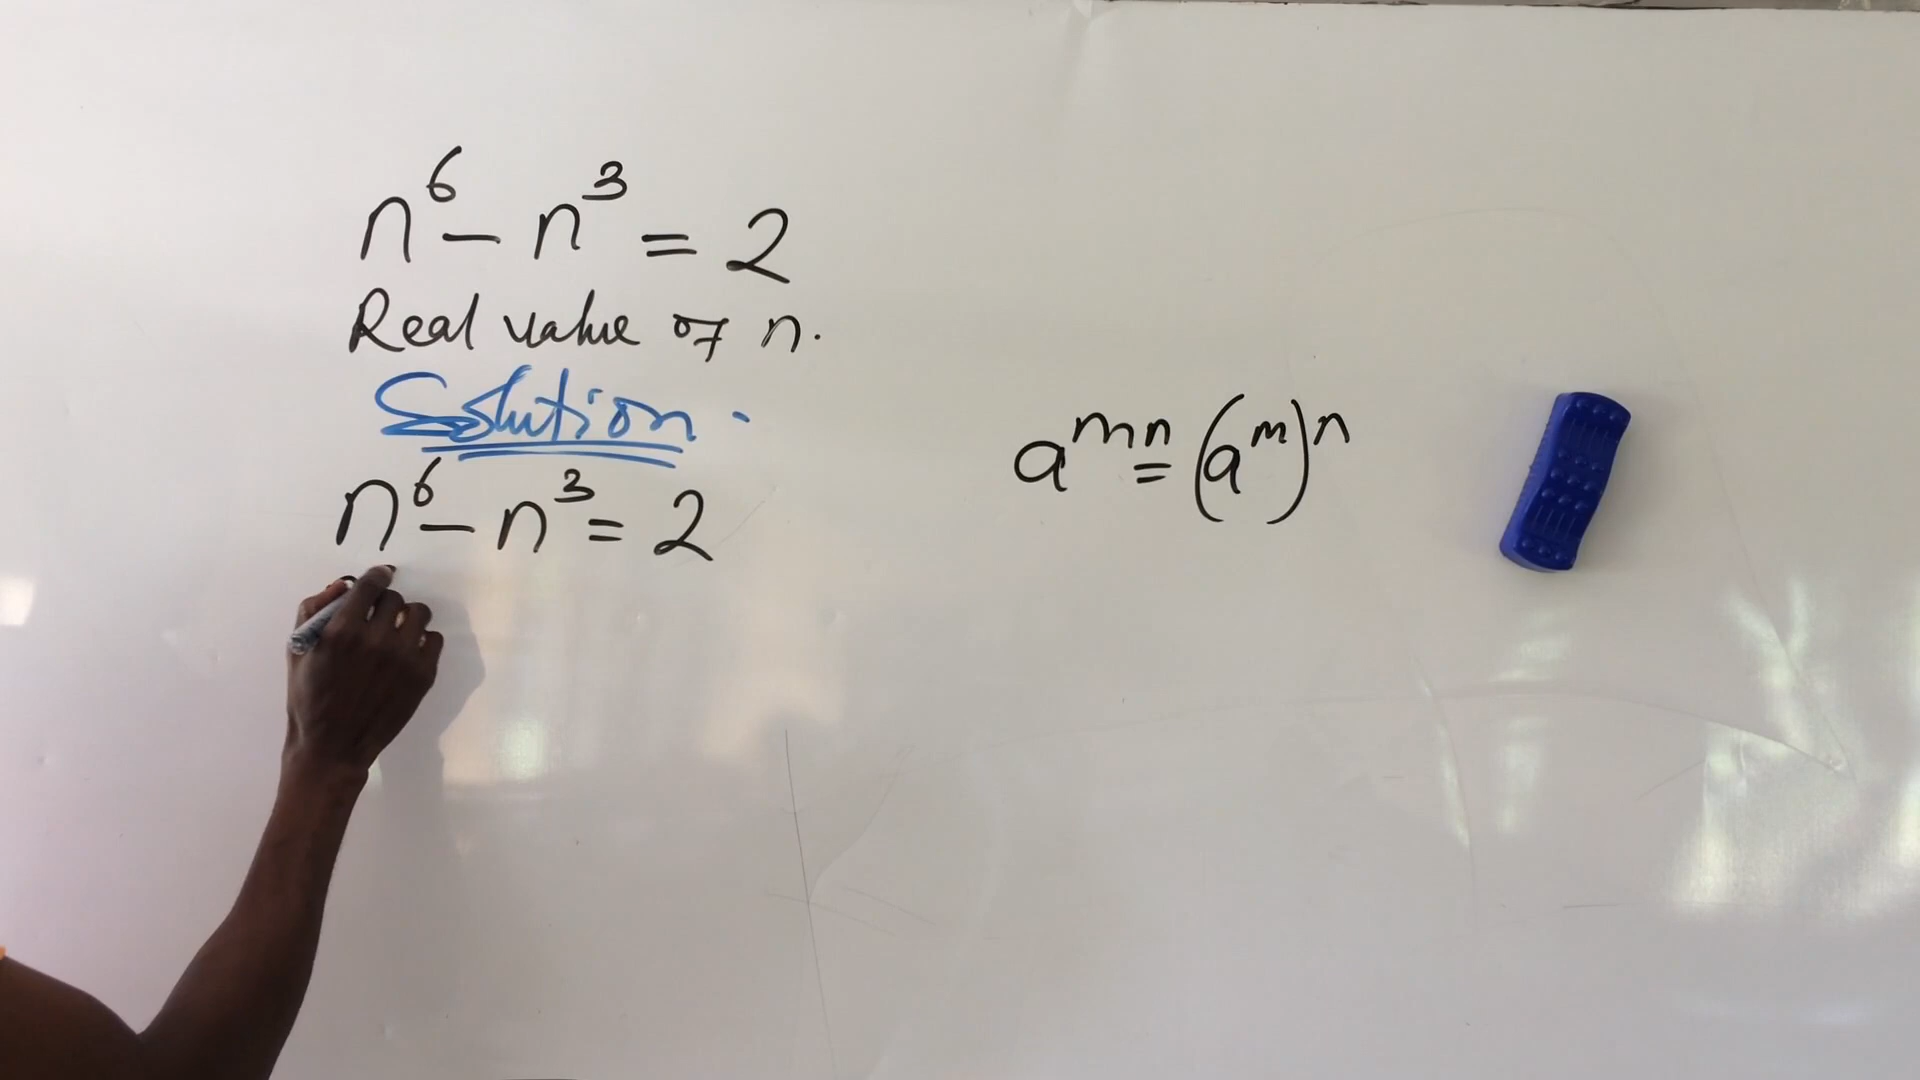 n⁶ - n³ = 2
Real value of n.
Solution.
n⁶ - n³ = 2
aᵐⁿ = (aᵐ)ⁿ